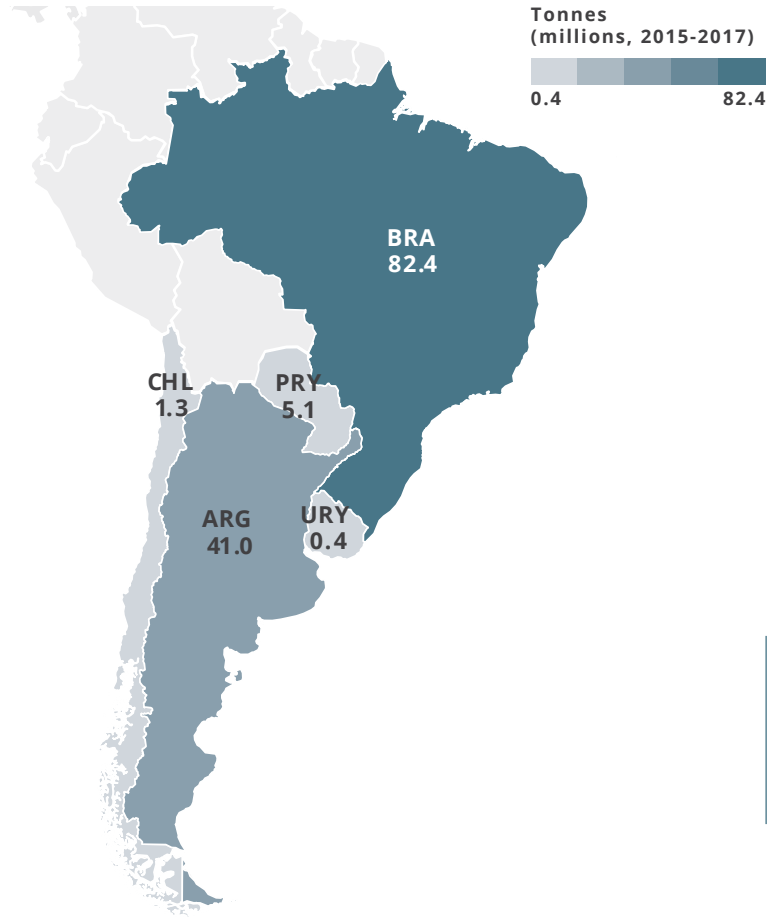 Tonnes
(millions, 2015-2017)
0.4 82.4
BRA
82.4
CHL
1.3
PRY
5.1
ARG
41.0
URY
0.4